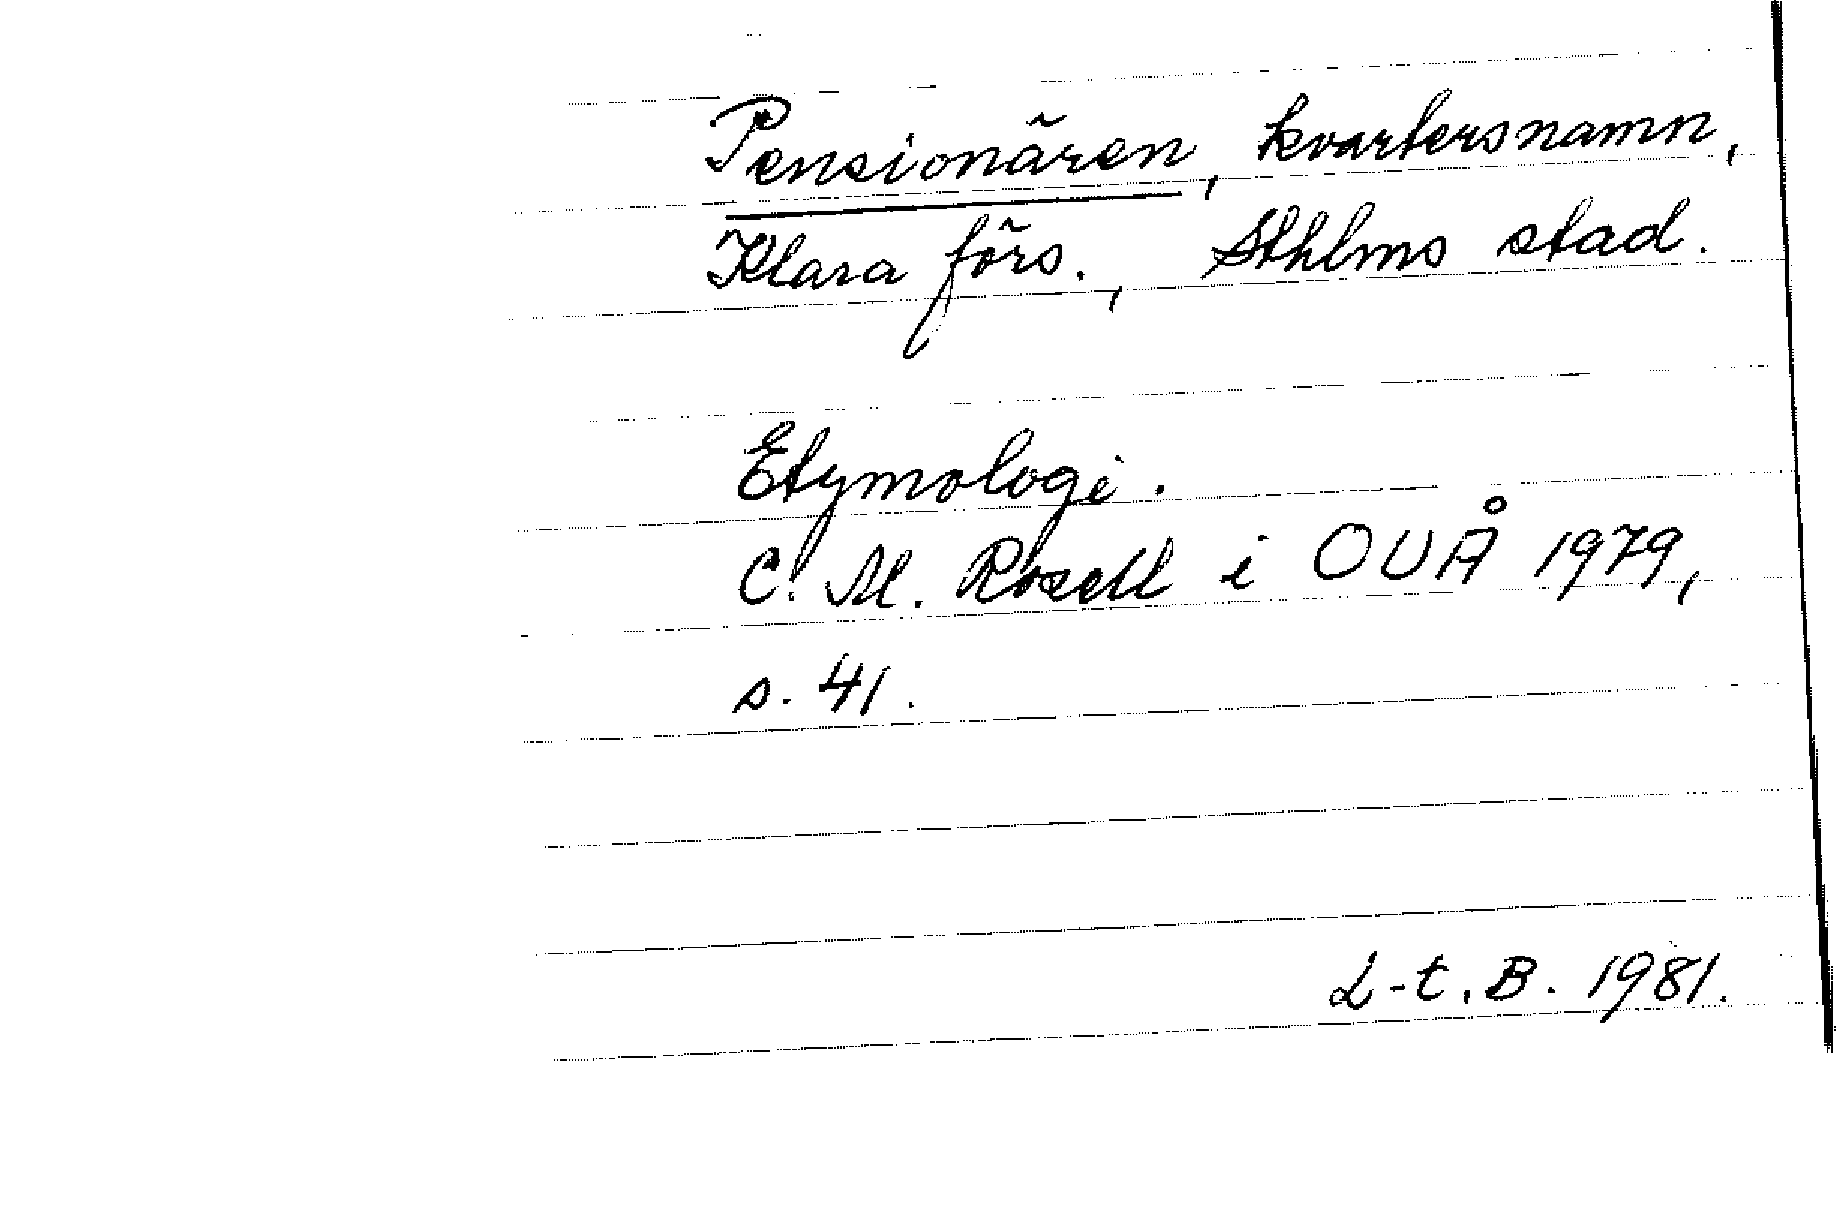 Pensionären, kvartersnamn,
Klara förs., Sthlms stad.
Etymologi.
C. M. Rosell i OUÅ 1979,
s. 41.
L-t. B. 1981.